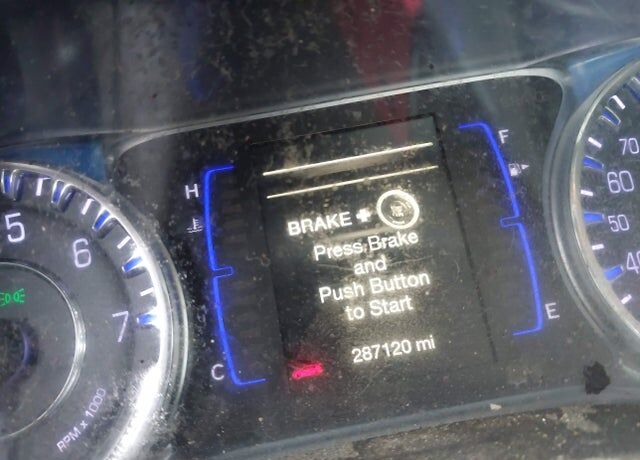 H
F
BRAKE +
Press Brake
and
Push Button
to Start
287120 mi
C
E
5
6
7
RPM x 1000
70
60
50
40